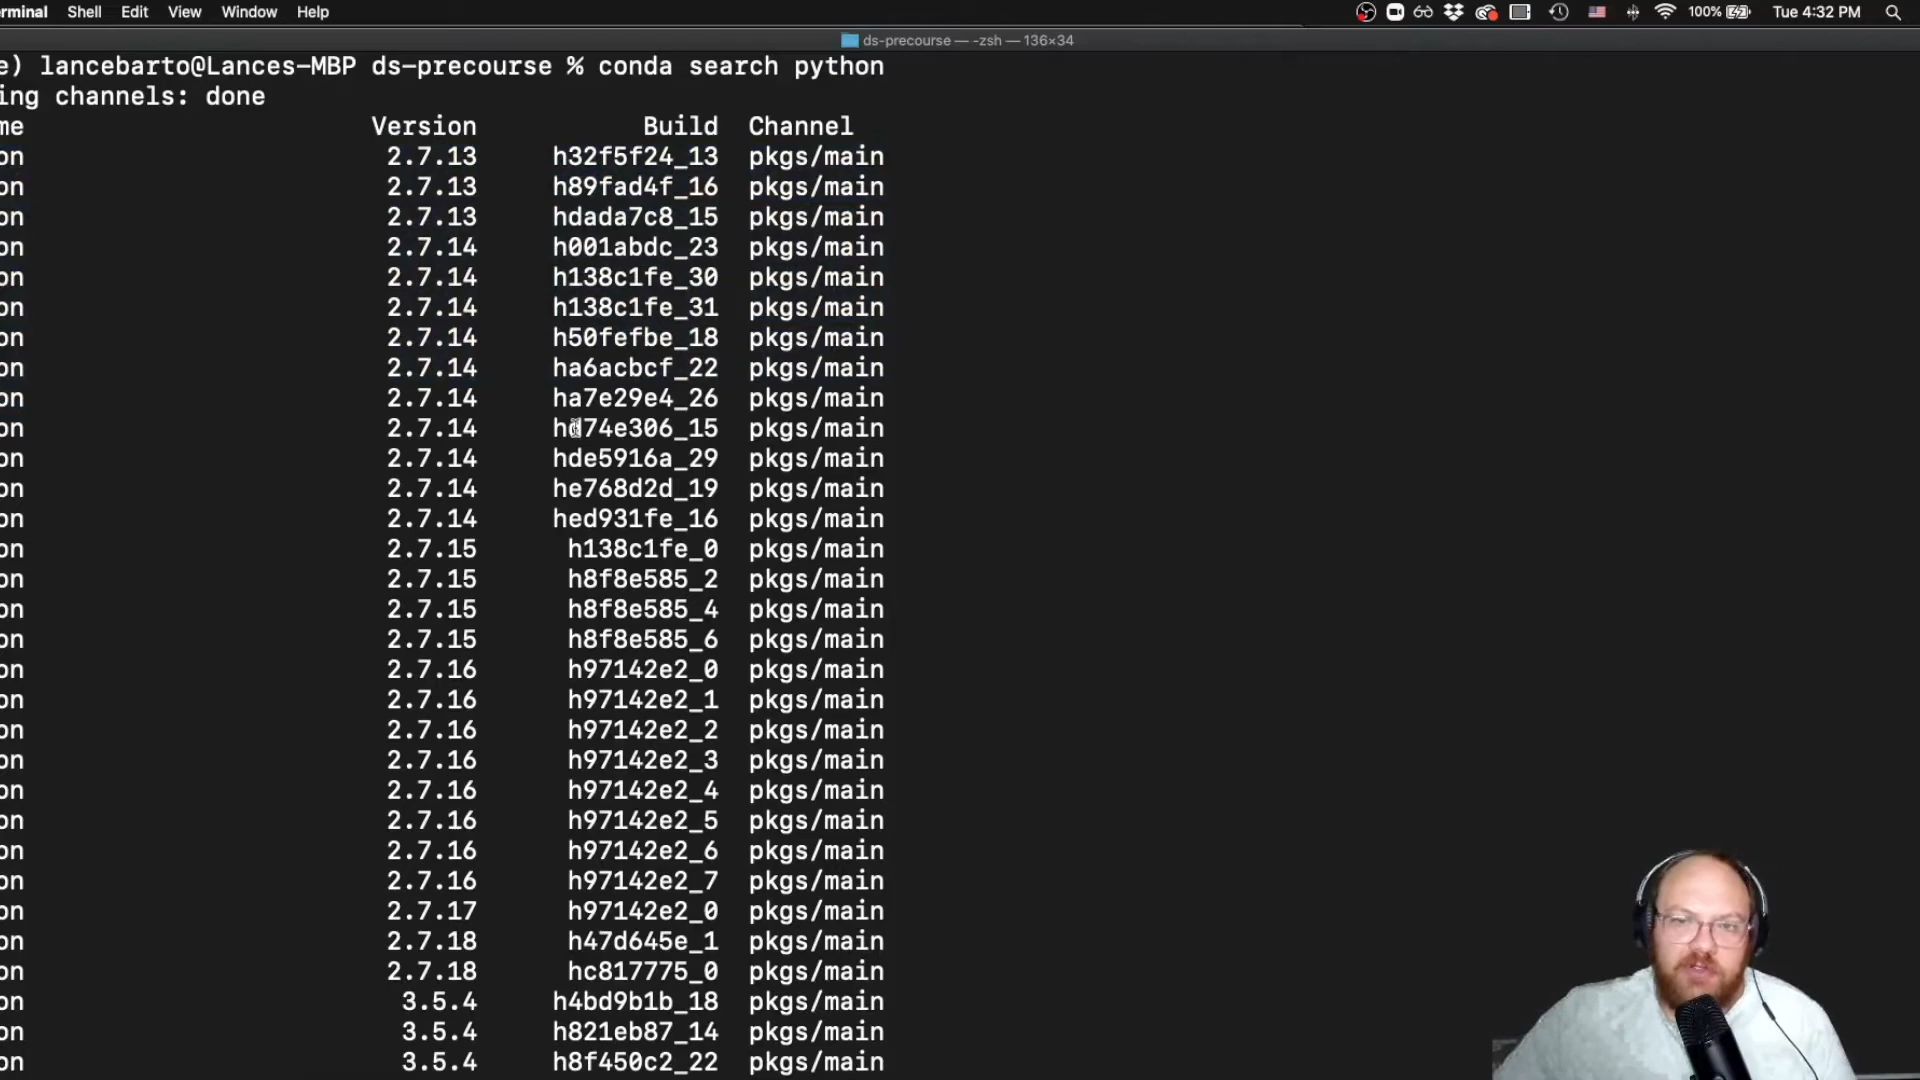 rminal Shell Edit View Window Help 100% Tue 4:32 PM
ds-precourse — -zsh — 136×34
e) lancebarto@Lances-MBP ds-precourse % conda search python
ing channels: done
me Version Build Channel
on 2.7.13 h32f5f24_13 pkgs/main
on 2.7.13 h89fad4f_16 pkgs/main
on 2.7.13 hdada7c8_15 pkgs/main
on 2.7.14 h001abdc_23 pkgs/main
on 2.7.14 h138c1fe_30 pkgs/main
on 2.7.14 h138c1fe_31 pkgs/main
on 2.7.14 h50fefbe_18 pkgs/main
on 2.7.14 ha6acbcf_22 pkgs/main
on 2.7.14 ha7e29e4_26 pkgs/main
on 2.7.14 hd74e306_15 pkgs/main
on 2.7.14 hde5916a_29 pkgs/main
on 2.7.14 he768d2d_19 pkgs/main
on 2.7.14 hed931fe_16 pkgs/main
on 2.7.15 h138c1fe_0 pkgs/main
on 2.7.15 h8f8e585_2 pkgs/main
on 2.7.15 h8f8e585_4 pkgs/main
on 2.7.15 h8f8e585_6 pkgs/main
on 2.7.16 h97142e2_0 pkgs/main
on 2.7.16 h97142e2_1 pkgs/main
on 2.7.16 h97142e2_2 pkgs/main
on 2.7.16 h97142e2_3 pkgs/main
on 2.7.16 h97142e2_4 pkgs/main
on 2.7.16 h97142e2_5 pkgs/main
on 2.7.16 h97142e2_6 pkgs/main
on 2.7.16 h97142e2_7 pkgs/main
on 2.7.17 h97142e2_0 pkgs/main
on 2.7.18 h47d645e_1 pkgs/main
on 2.7.18 hc817775_0 pkgs/main
on 3.5.4 h4bd9b1b_18 pkgs/main
on 3.5.4 h821eb87_14 pkgs/main
on 3.5.4 h8f450c2_22 pkgs/main